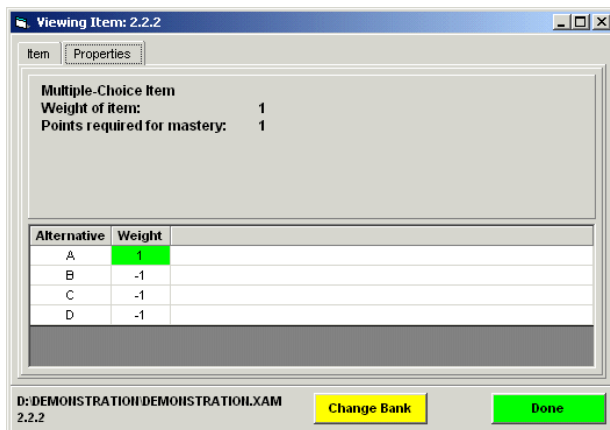 Viewing Item: 2.2.2
Item Properties
Multiple-Choice Item
Weight of item: 1
Points required for mastery: 1
Alternative Weight
A 1
B -1
C -1
D -1
D:\DEMONSTRATION\DEMONSTRATION.XAM
2.2.2
Change Bank Done